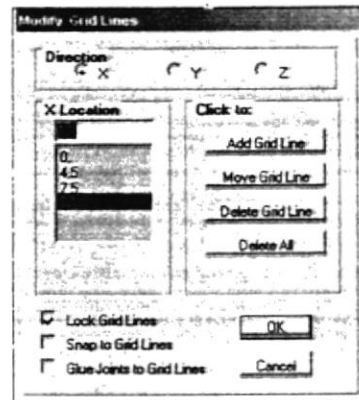 Modify Grid Lines
Direction
X Y Z
X Location
0.
4.5
7.5
Click to:
Add Grid Line
Move Grid Line
Delete Grid Line
Delete All
Lock Grid Lines
Snap to Grid Lines
Glue Joints to Grid Lines
OK
Cancel